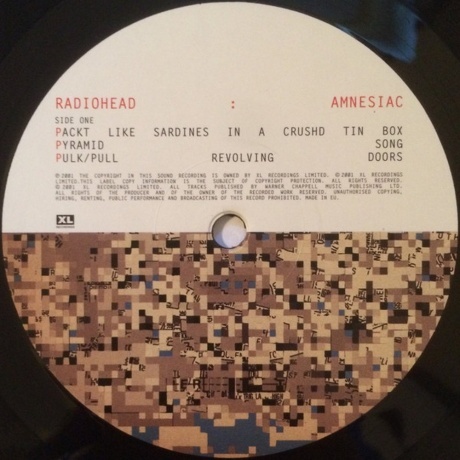 RADIOHEAD : AMNESIAC
SIDE ONE
PACKT LIKE SARDINES IN A CRUSHD TIN BOX
PYRAMID SONG
PULK/PULL REVOLVING DOORS
℗2001 THE COPYRIGHT IN THIS SOUND RECORDING IS OWNED BY XL RECORDINGS LIMITED. ©2001 XL RECORDINGS
LIMITED.THIS LABEL COPY INFORMATION IS THE SUBJECT OF COPYRIGHT PROTECTION. ALL RIGHTS RESERVED.
©2001 XL RECORDINGS LIMITED. ALL TRACKS PUBLISHED BY WARNER CHAPPELL MUSIC PUBLISHING LTD.
ALL RIGHTS OF THE PRODUCER AND OF THE OWNER OF THE RECORDED WORK RESERVED. UNAUTHORISED COPYING,
HIRING, RENTING, PUBLIC PERFORMANCE AND BROADCASTING OF THIS RECORD PROHIBITED. MADE IN EU.
XL
RECORDINGS